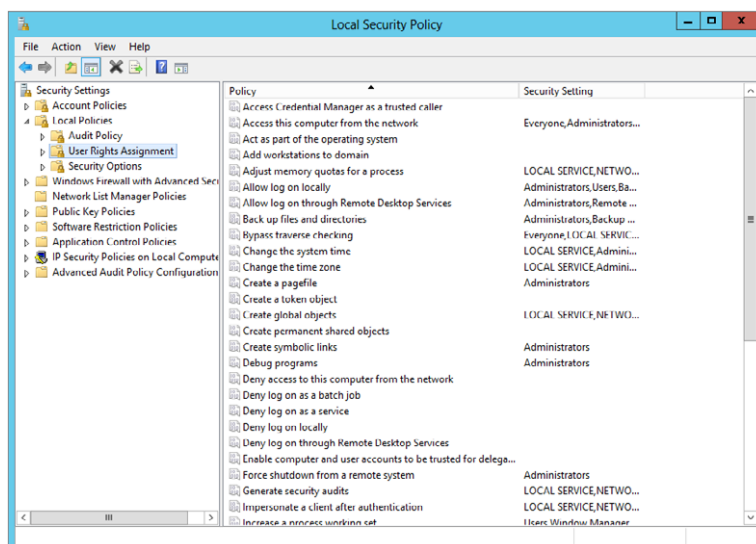 Local Security Policy
File Action View Help
Security Settings
Account Policies
Local Policies
Audit Policy
User Rights Assignment
Security Options
Windows Firewall with Advanced Secu
Network List Manager Policies
Public Key Policies
Software Restriction Policies
Application Control Policies
IP Security Policies on Local Compute
Advanced Audit Policy Configuration
Policy Security Setting
Access Credential Manager as a trusted caller
Access this computer from the network Everyone,Administrators...
Act as part of the operating system
Add workstations to domain
Adjust memory quotas for a process LOCAL SERVICE,NETWO...
Allow log on locally Administrators,Users,Ba...
Allow log on through Remote Desktop Services Administrators,Remote ...
Back up files and directories Administrators,Backup ...
Bypass traverse checking Everyone,LOCAL SERVIC...
Change the system time LOCAL SERVICE,Admini...
Change the time zone LOCAL SERVICE,Admini...
Create a pagefile Administrators
Create a token object
Create global objects LOCAL SERVICE,NETWO...
Create permanent shared objects
Create symbolic links Administrators
Debug programs Administrators
Deny access to this computer from the network
Deny log on as a batch job
Deny log on as a service
Deny log on locally
Deny log on through Remote Desktop Services
Enable computer and user accounts to be trusted for delega...
Force shutdown from a remote system Administrators
Generate security audits LOCAL SERVICE,NETWO...
Impersonate a client after authentication LOCAL SERVICE,NETWO...
Increase a process working set Users Window Manager